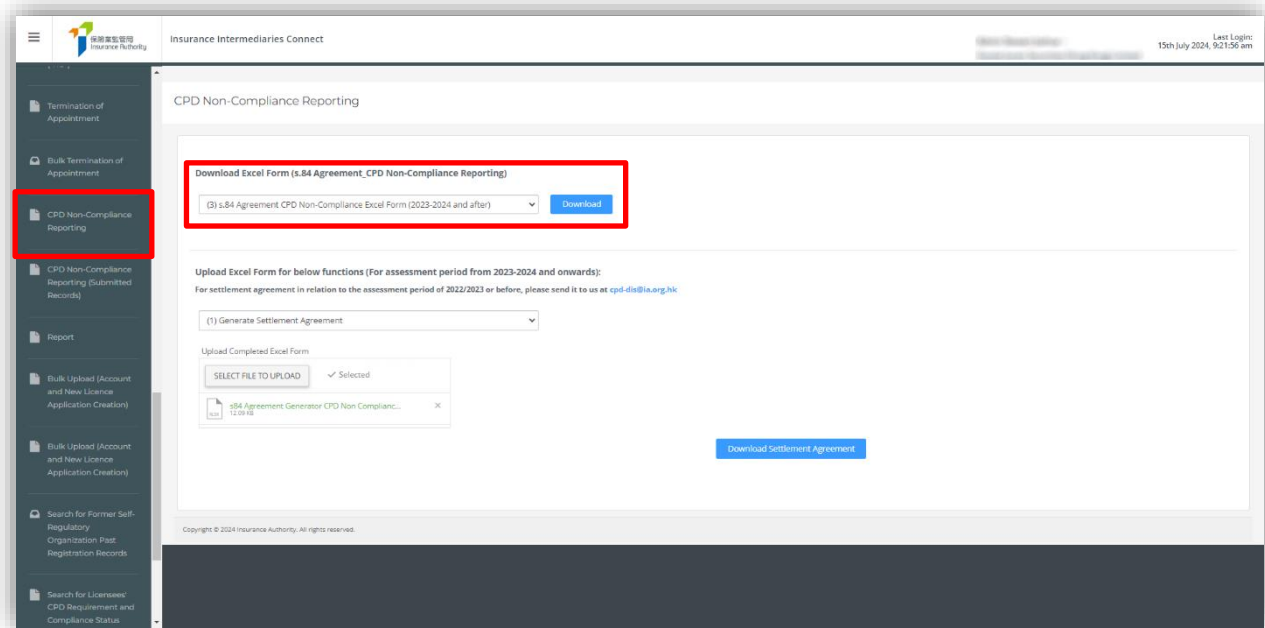 保險業監管局
Insurance Authority
Insurance Intermediaries Connect
Last Login:
15th July 2024, 9:21:56 am
Termination of
Appointment
Bulk Termination of
Appointment
CPD Non-Compliance
Reporting
CPD Non-Compliance
Reporting (Submitted
Records)
Report
Bulk Upload (Account
and New Licence
Application Creation)
Bulk Upload (Account
and New Licence
Application Creation)
Search for Former Self-
Regulatory
Organization Past
Registration Records
Search for Licensees'
CPD Requirement and
Compliance Status
CPD Non-Compliance Reporting
Download Excel Form (s.84 Agreement_CPD Non-Compliance Reporting)
(3) s.84 Agreement CPD Non-Compliance Excel Form (2023-2024 and after)
Download
Upload Excel Form for below functions (For assessment period from 2023-2024 and onwards):
For settlement agreement in relation to the assessment period of 2022/2023 or before, please send it to us at cpd-dis@ia.org.hk
(1) Generate Settlement Agreement
Upload Completed Excel Form
SELECT FILE TO UPLOAD
✓ Selected
s84 Agreement Generator CPD Non Complianc...
12.09 KB
Download Settlement Agreement
Copyright © 2024 Insurance Authority. All rights reserved.